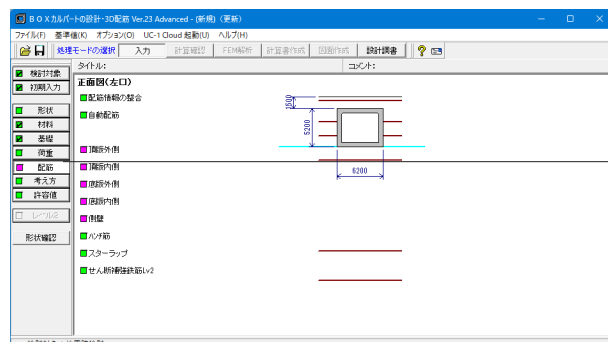 BOXカルバートの設計・3D配筋 Ver.23 Advanced - (新規) (更新)
ファイル(F) 基準値(K) オプション(O) UC-1 Cloud 起動(U) ヘルプ(H)
処理モードの選択 入力 計算確認 FEM解析 計算書作成 図面作成 設計調書
タイトル: コメント:
検討対象
初期入力
形状
材料
基礎
荷重
配筋
考え方
許容値
レベル2
形状確認
正面図(左口)
配筋情報の整合
自動配筋
頂版外側
頂版内側
底版外側
底版内側
側壁
ハンチ筋
スターラップ
せん断補強鉄筋Lv2
5200
6200